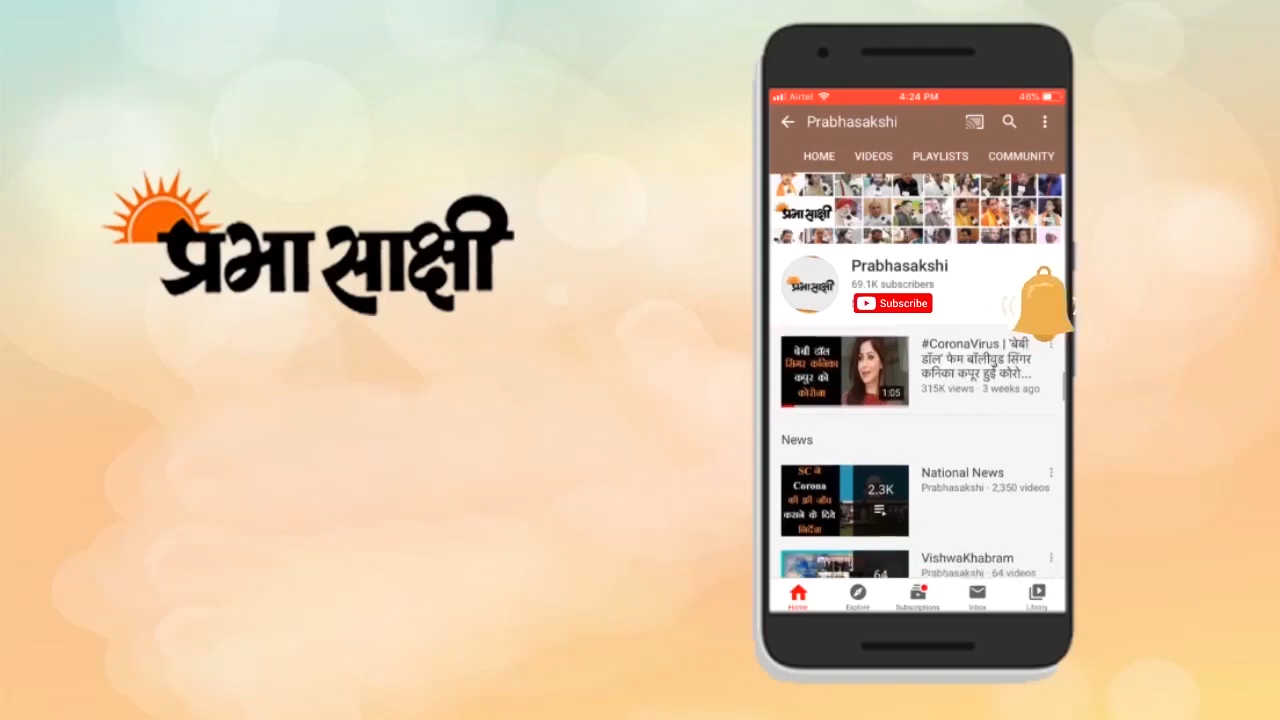 प्रभासाक्षी
Airtel 4:24 PM 46%
Prabhasakshi
HOME VIDEOS PLAYLISTS COMMUNITY
प्रभासाक्षी
प्रभासाक्षी
Prabhasakshi
69.1K subscribers
Subscribe
बेबी डॉल
सिंगर कनिका
कपूर को
कोरोना
1:05
#CoronaVirus | 'बेबी
डॉल' फेम बॉलीवुड सिंगर
कनिका कपूर हुईं कोरो...
315K views · 3 weeks ago
News
SC ने
Corona
की फ्री जाँच
कराने के दिये
निर्देश
2.3K
National News
Prabhasakshi · 2,350 videos
64
VishwaKhabram
Prabhasakshi · 64 videos
Home Explore Subscriptions Inbox Library